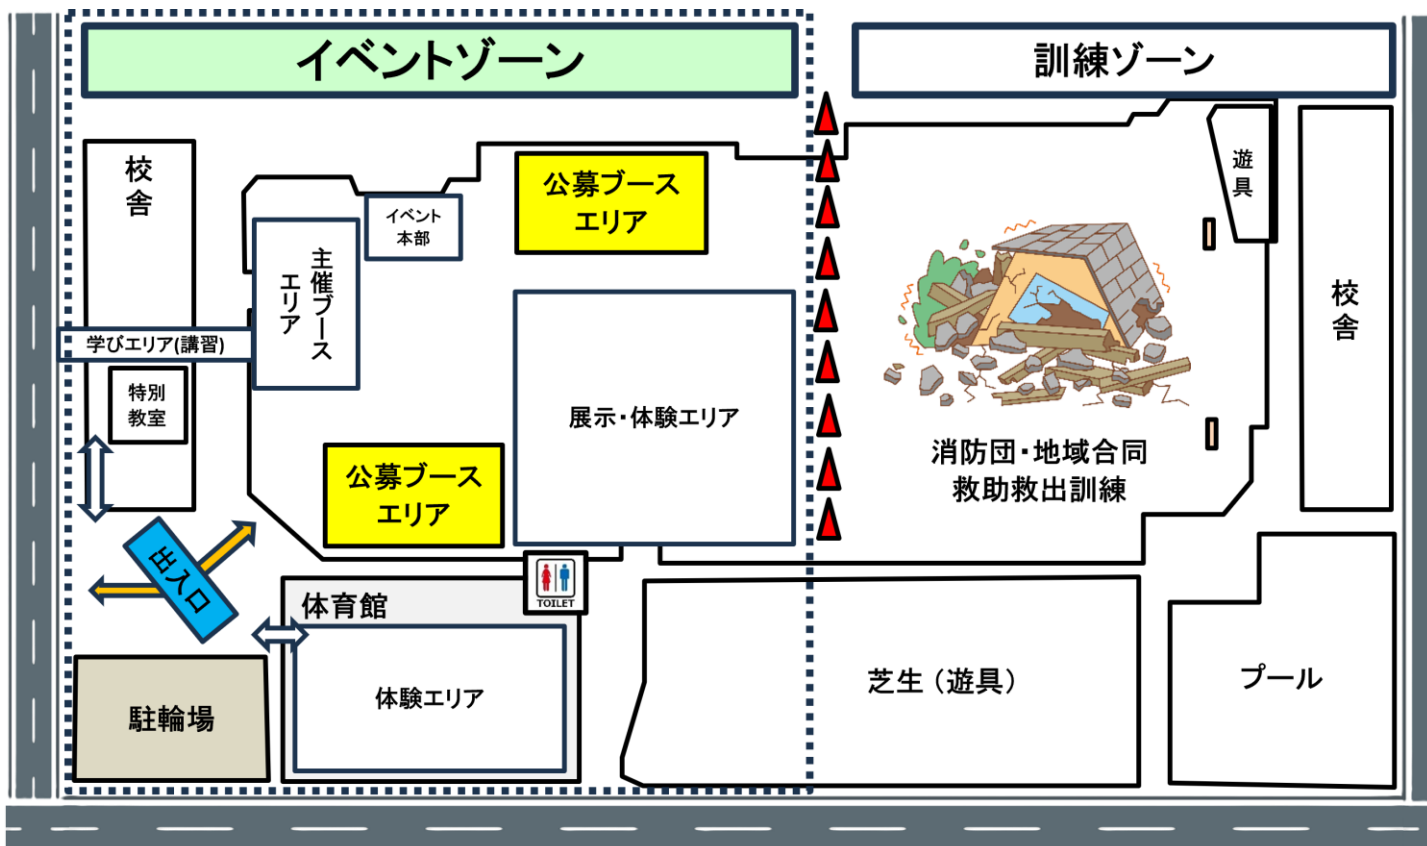 イベントゾーン
訓練ゾーン
校
舎
イベント
本部
公募ブース
エリア
遊
具
主催ブース
エリア
校
舎
学びエリア(講習)
特別
教室
展示・体験エリア
公募ブース
エリア
消防団・地域合同
救助救出訓練
出入口
TOILET
体育館
体験エリア
駐輪場
芝生（遊具）
プール